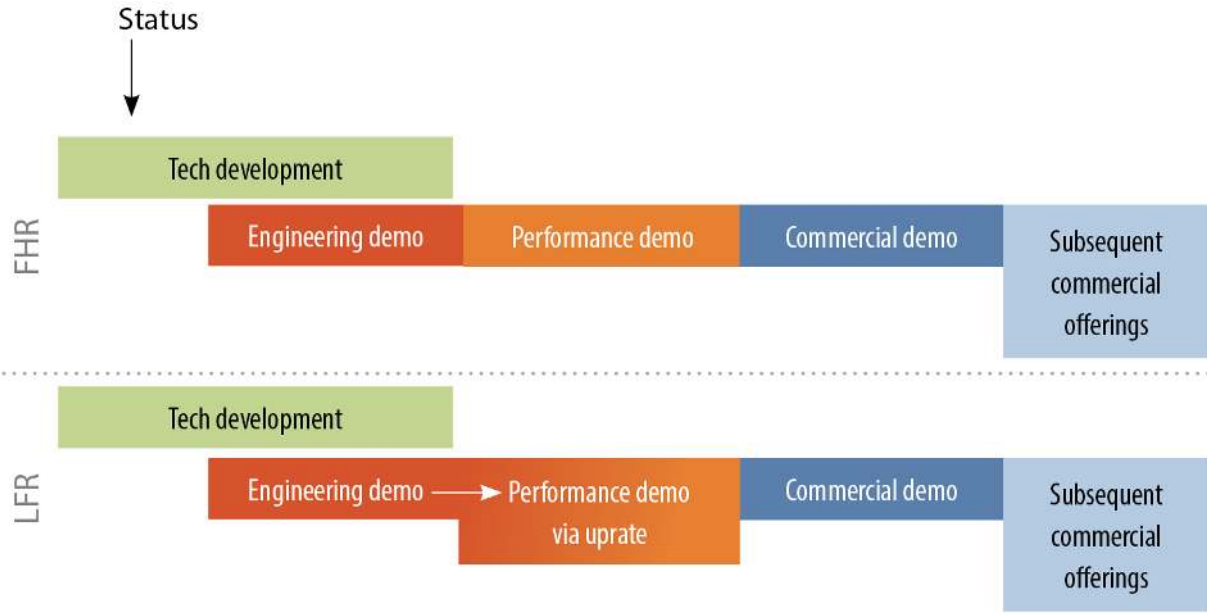 Status
Tech development
FHR
Engineering demo
Performance demo
Commercial demo
Subsequent
commercial
offerings
Tech development
LFR
Engineering demo
Performance demo
via uprate
Commercial demo
Subsequent
commercial
offerings